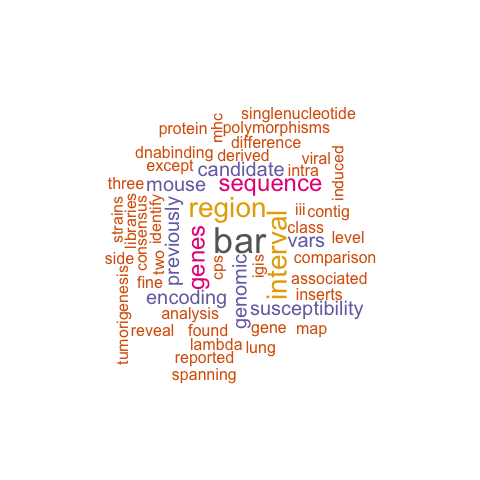 singlenucleotide
protein
mhc
polymorphisms
difference
dnabinding
derived
viral
except
candidate
intra
induced
three
mouse
sequence
strains
libraries
consensus
identify
previously
region
iii
contig
genes
bar
interval
class
vars
level
side
two
cps
igis
comparison
fine
genomic
associated
tumorigenesis
encoding
inserts
susceptibility
analysis
reveal
found
gene
map
lambda
lung
reported
spanning